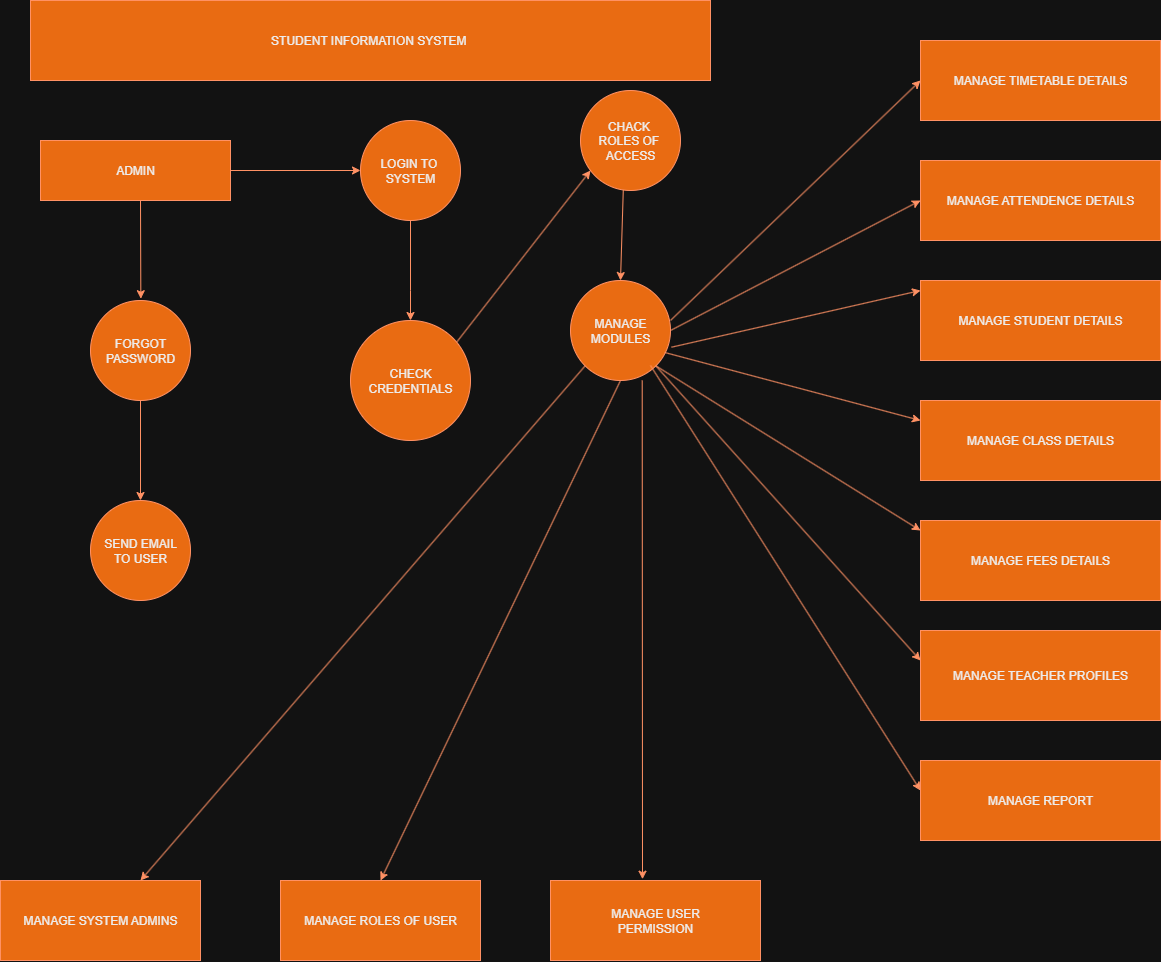 STUDENT INFORMATION SYSTEM
ADMIN
LOGIN TO
SYSTEM
CHACK
ROLES OF
ACCESS
FORGOT
PASSWORD
CHECK
CREDENTIALS
MANAGE
MODULES
SEND EMAIL
TO USER
MANAGE TIMETABLE DETAILS
MANAGE ATTENDENCE DETAILS
MANAGE STUDENT DETAILS
MANAGE CLASS DETAILS
MANAGE FEES DETAILS
MANAGE TEACHER PROFILES
MANAGE REPORT
MANAGE SYSTEM ADMINS
MANAGE ROLES OF USER
MANAGE USER
PERMISSION